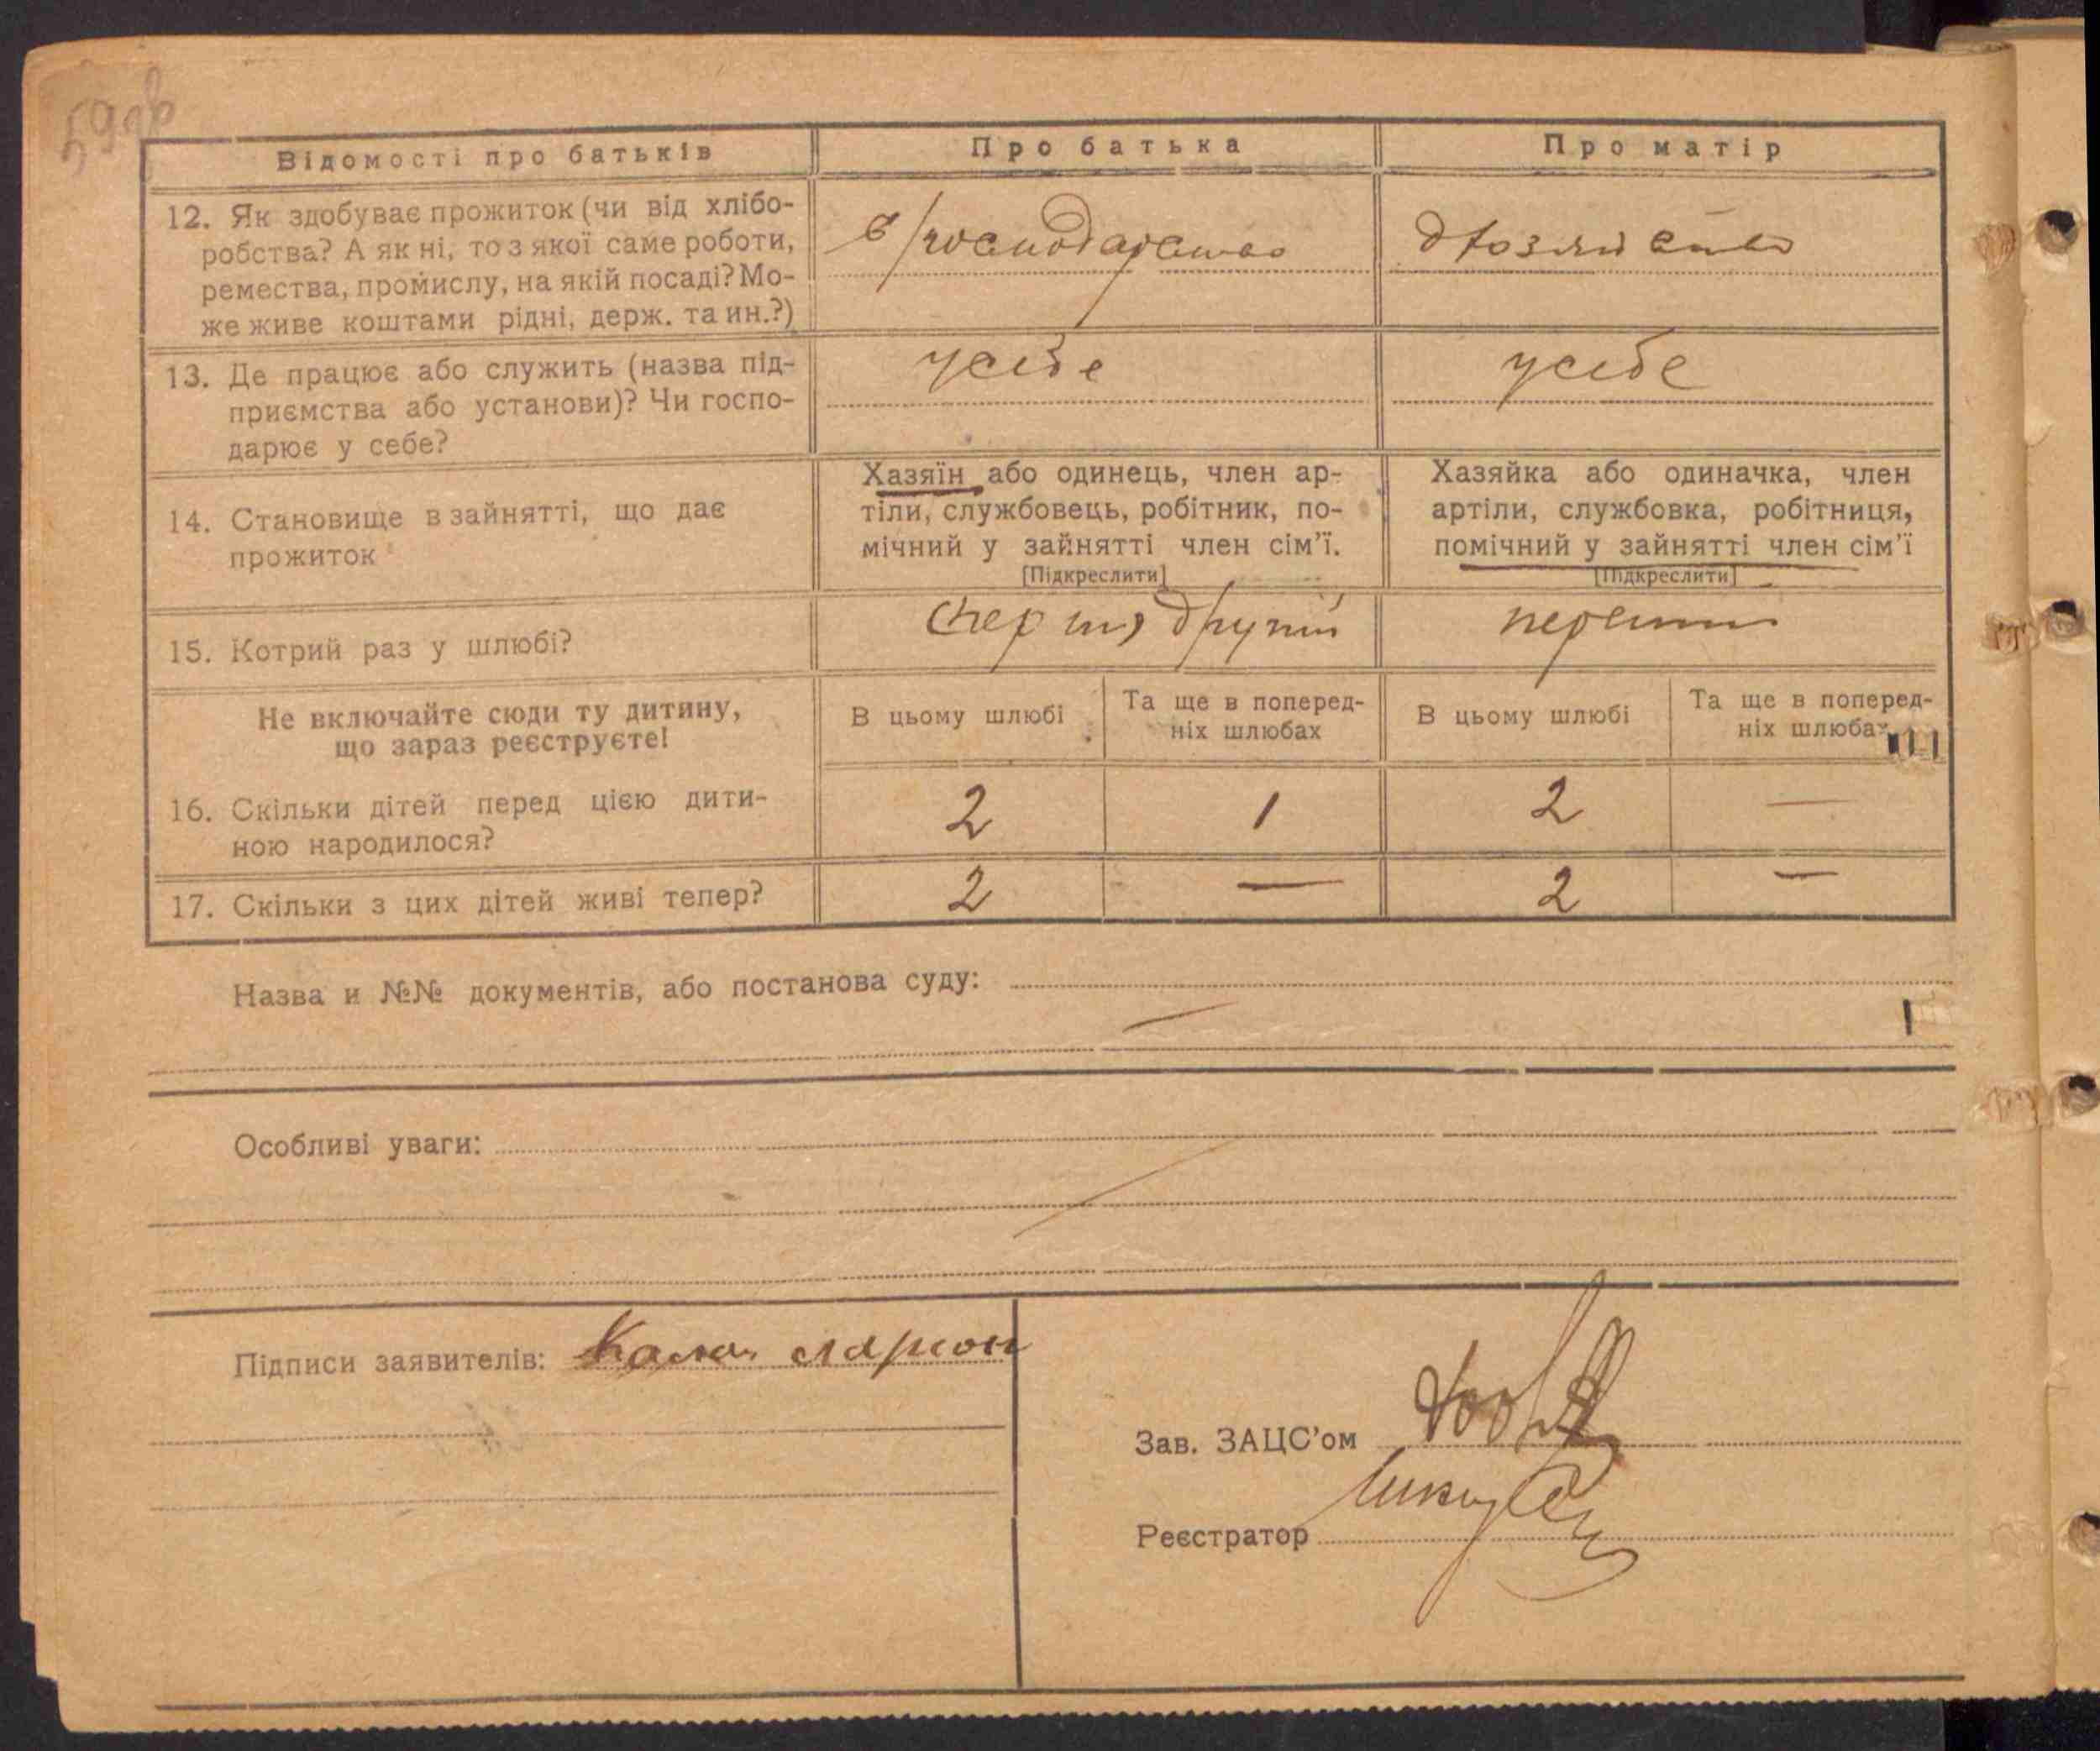 59зв
Відомості про батьків
Про батька
Про матір
12. Як здобуває прожиток (чи від хлібо-
робства? А як ні, то з якої саме роботи,
ремества, промислу, на якій посаді? Мо-
же живе коштами рідні, держ. та ин.?)
с/господарство
д/хозяйство
13. Де працює або служить (назва під-
приємства або установи)? Чи госпо-
дарює у себе?
у себе
у себе
14. Становище в зайнятті, що дає
прожиток
Хазяїн або одинець, член ар-
тіли, службовець, робітник, по-
мічний у зайнятті член сім’ї.
[Підкреслити]
Хазяйка або одиначка, член
артіли, службовка, робітниця,
помічний у зайнятті член сім’ї
[Підкреслити]
15. Котрий раз у шлюбі?
другий
перший
Не включайте сюди ту дитину,
що зараз реєструєте!
В цьому шлюбі
Та ще в поперед-
ніх шлюбах
В цьому шлюбі
Та ще в поперед-
ніх шлюбах
16. Скільки дітей перед цією дити-
ною народилося?
2
1
2
—
17. Скільки з цих дітей живі тепер?
2
—
2
—
Назва и №№ документів, або постанова суду:
—
Особливі уваги:
Підписи заявителів:
Зав. ЗАЦС’ом
Реєстратор